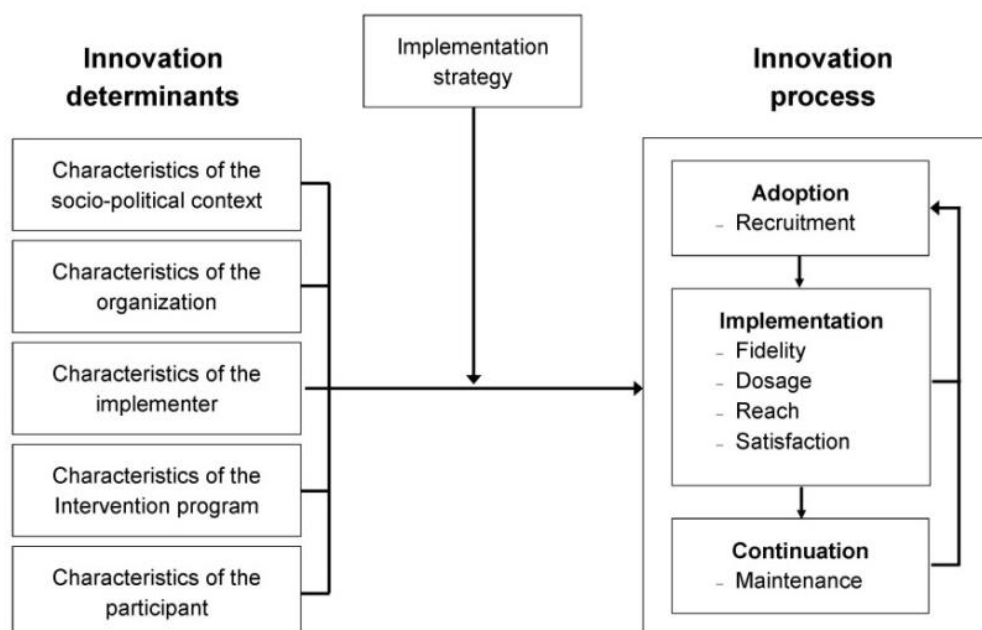 Innovation
determinants
Characteristics of the
socio-political context
Characteristics of the
organization
Characteristics of the
implementer
Characteristics of the
Intervention program
Characteristics of the
participant
Implementation
strategy
Innovation
process
Adoption
- Recruitment
Implementation
- Fidelity
- Dosage
- Reach
- Satisfaction
Continuation
- Maintenance